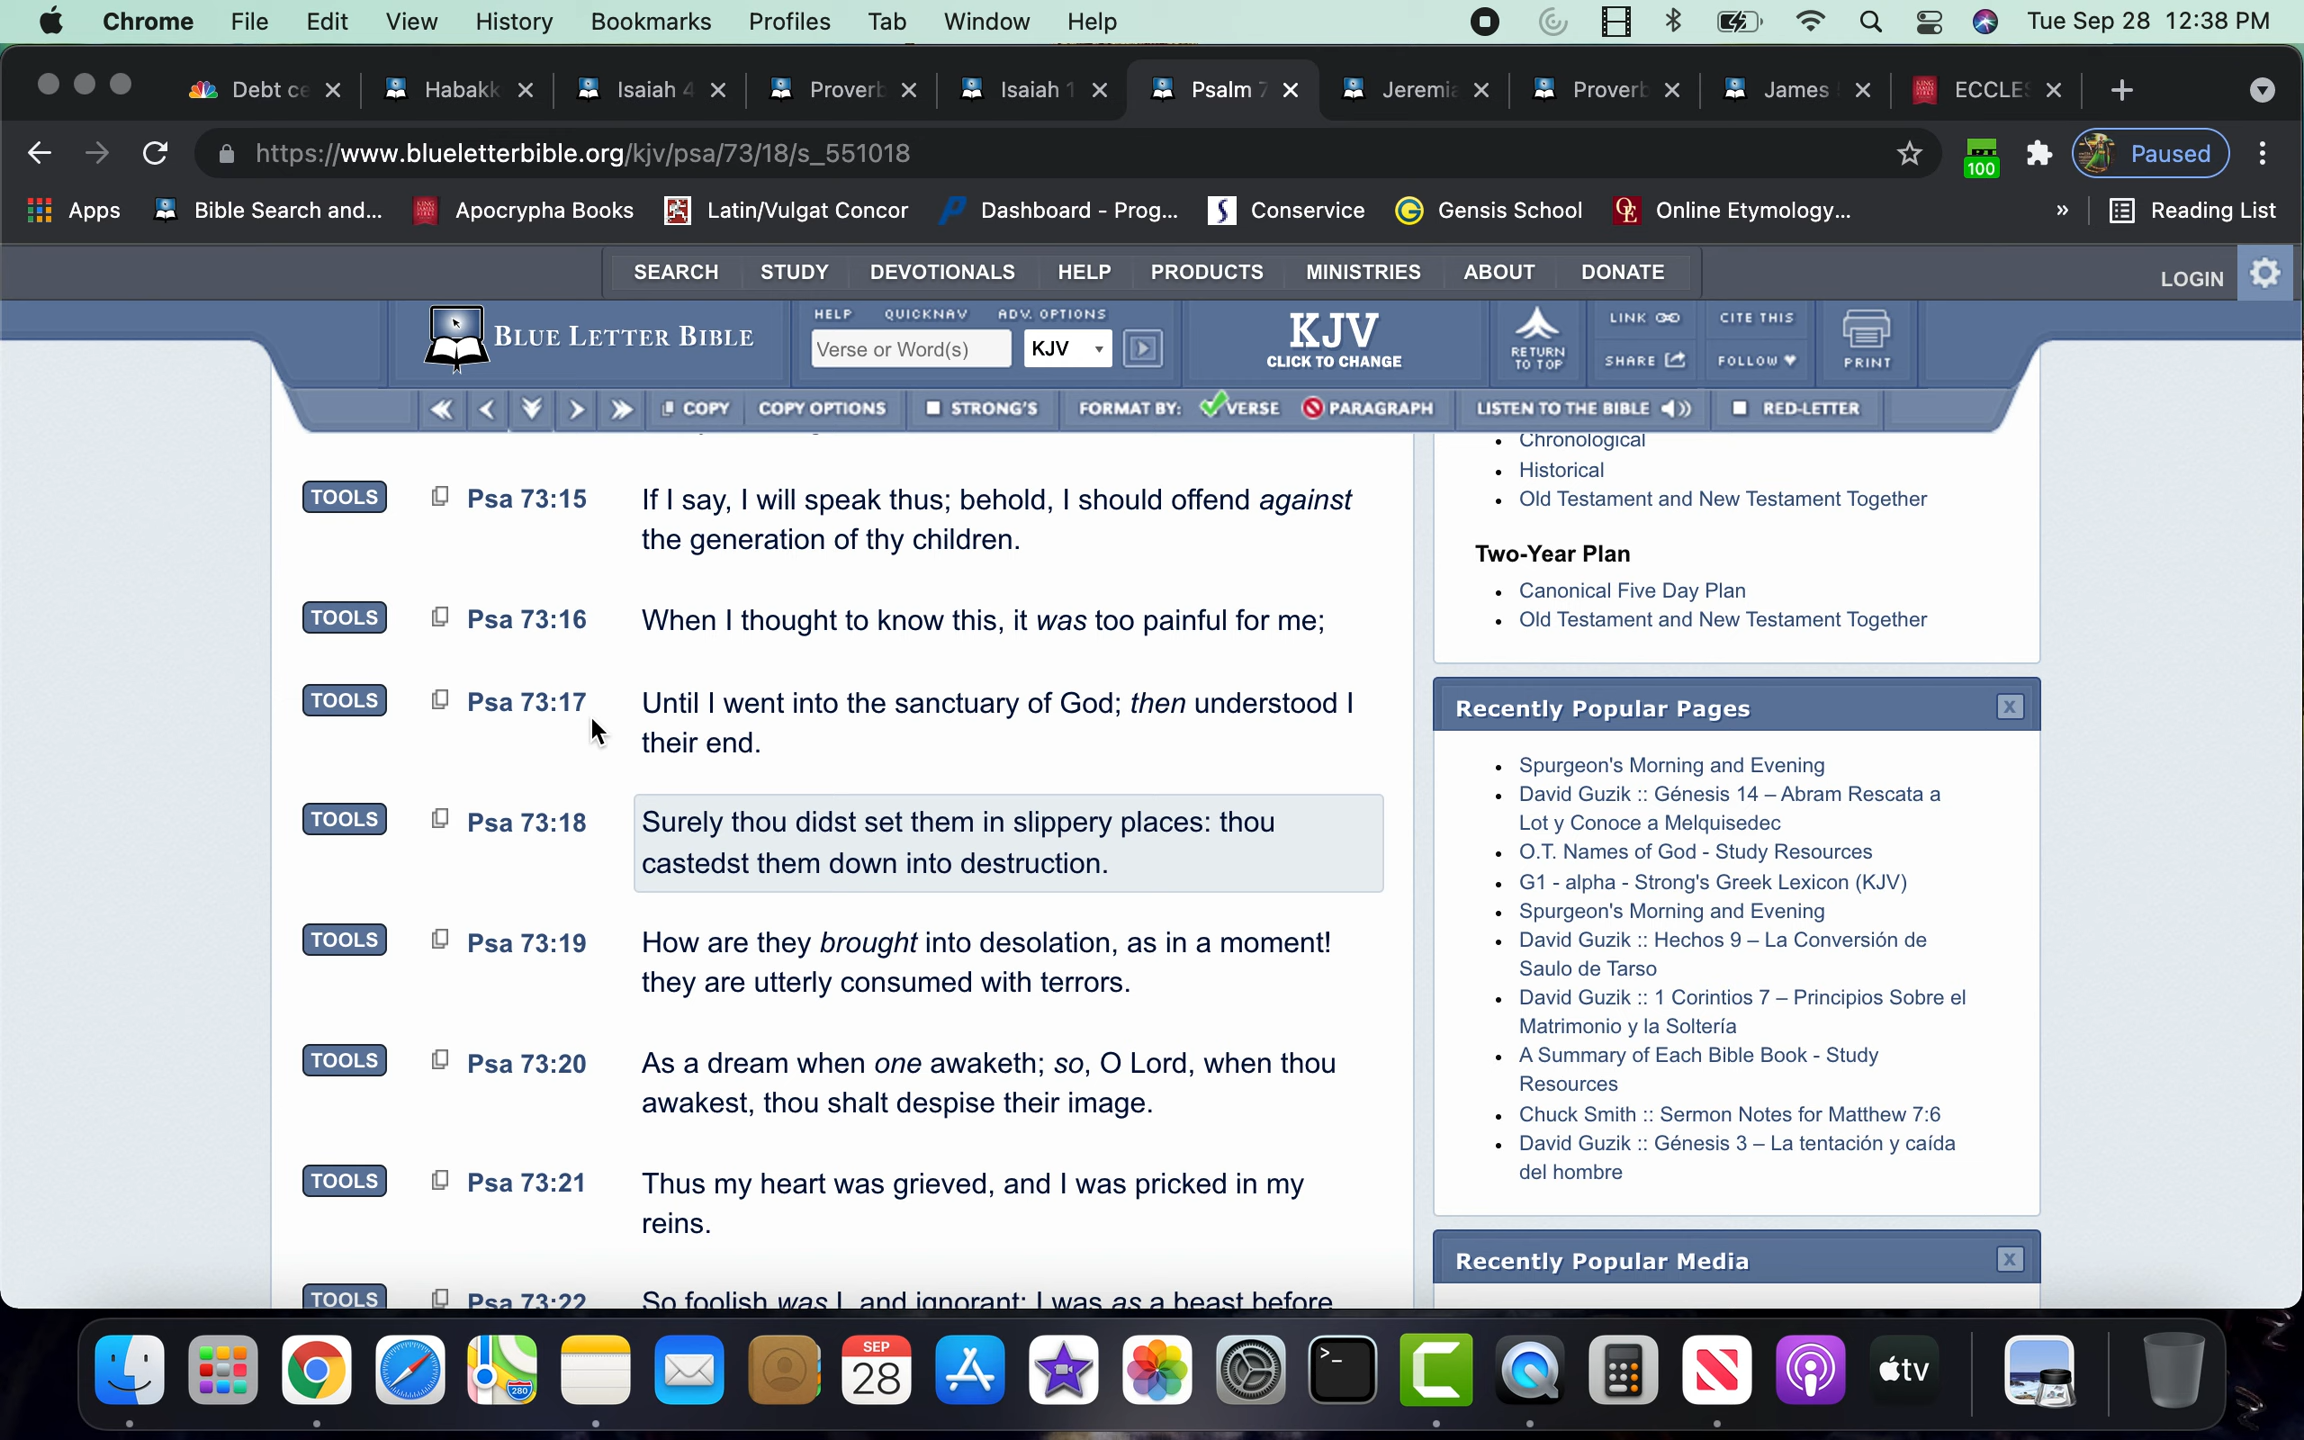 Chrome File Edit View History Bookmarks Profiles Tab Window Help Tue Sep 28 12:38 PM
Debt ce Habakk Isaiah 4 Proverb Isaiah 1 Psalm 7 Jeremia Proverb James ECCLES
https://www.blueletterbible.org/kjv/psa/73/18/s_551018 100 Paused
Apps Bible Search and... Apocrypha Books Latin/Vulgat Concor Dashboard - Prog... Conservice Gensis School Online Etymology... » Reading List
SEARCH STUDY DEVOTIONALS HELP PRODUCTS MINISTRIES ABOUT DONATE LOGIN
HELP QUICKNAV ADV. OPTIONS
BLUE LETTER BIBLE Verse or Word(s) KJV
KJV
CLICK TO CHANGE
RETURN
TO TOP
LINK CITE THIS
SHARE FOLLOW PRINT
COPY COPY OPTIONS STRONG'S FORMAT BY: VERSE PARAGRAPH LISTEN TO THE BIBLE RED-LETTER
TOOLS Psa 73:15 If I say, I will speak thus; behold, I should offend against
the generation of thy children.
TOOLS Psa 73:16 When I thought to know this, it was too painful for me;
TOOLS Psa 73:17 Until I went into the sanctuary of God; then understood I
their end.
TOOLS Psa 73:18 Surely thou didst set them in slippery places: thou
castedst them down into destruction.
TOOLS Psa 73:19 How are they brought into desolation, as in a moment!
they are utterly consumed with terrors.
TOOLS Psa 73:20 As a dream when one awaketh; so, O Lord, when thou
awakest, thou shalt despise their image.
TOOLS Psa 73:21 Thus my heart was grieved, and I was pricked in my
reins.
TOOLS Psa 73:22 So foolish was I, and ignorant: I was as a beast before
Chronological
Historical
Old Testament and New Testament Together
Two-Year Plan
Canonical Five Day Plan
Old Testament and New Testament Together
Recently Popular Pages X
Spurgeon's Morning and Evening
David Guzik :: Génesis 14 – Abram Rescata a
Lot y Conoce a Melquisedec
O.T. Names of God - Study Resources
G1 - alpha - Strong's Greek Lexicon (KJV)
Spurgeon's Morning and Evening
David Guzik :: Hechos 9 – La Conversión de
Saulo de Tarso
David Guzik :: 1 Corintios 7 – Principios Sobre el
Matrimonio y la Soltería
A Summary of Each Bible Book - Study
Resources
Chuck Smith :: Sermon Notes for Matthew 7:6
David Guzik :: Génesis 3 – La tentación y caída
del hombre
Recently Popular Media X
280
SEP
28
tv